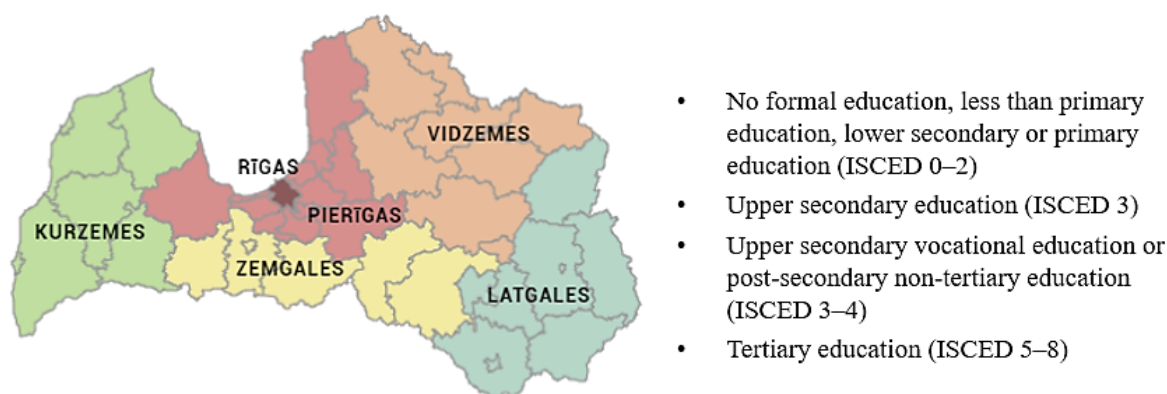 VIDZEMES
RĪGAS
PIERĪGAS
KURZEMES
ZEMGALES
LATGALES
• No formal education, less than primary
education, lower secondary or primary
education (ISCED 0–2)
• Upper secondary education (ISCED 3)
• Upper secondary vocational education or
post-secondary non-tertiary education
(ISCED 3–4)
• Tertiary education (ISCED 5–8)